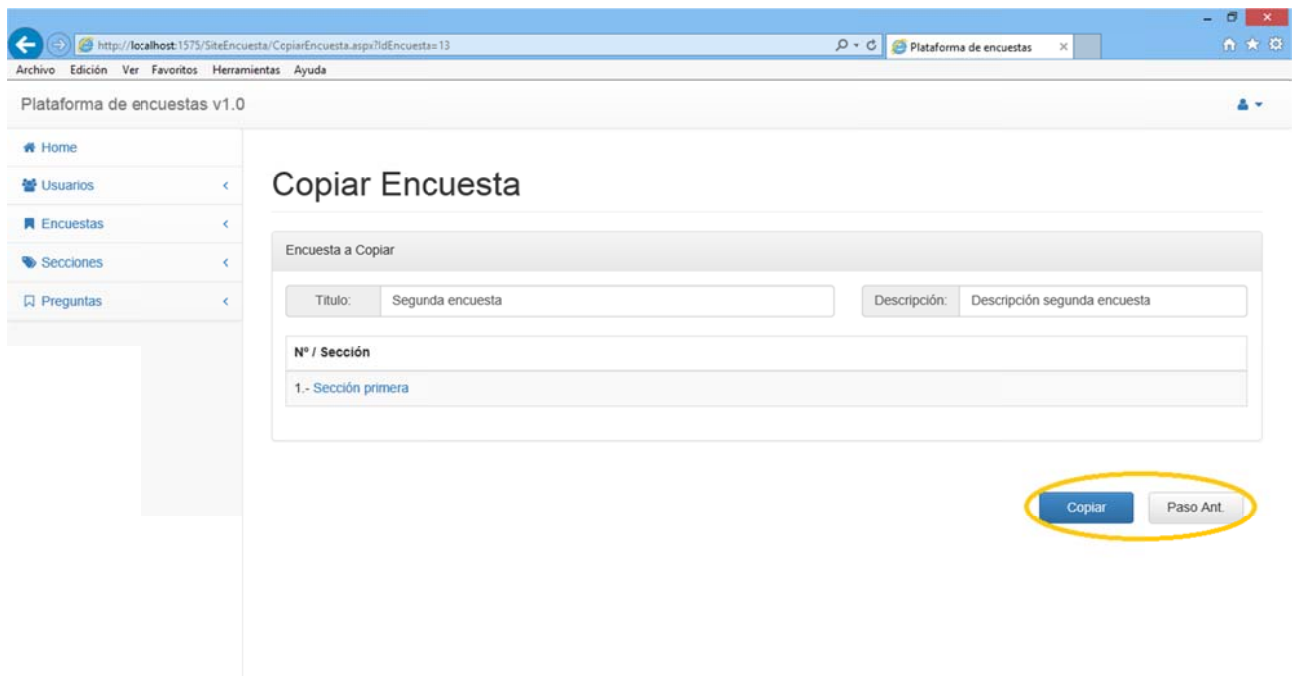 http://localhost:1575/SiteEncuesta/CopiarEncuesta.aspx?IdEncuesta=13
Plataforma de encuestas
Archivo Edición Ver Favoritos Herramientas Ayuda
Plataforma de encuestas v1.0
Home
Usuarios
Encuestas
Secciones
Preguntas
Copiar Encuesta
Encuesta a Copiar
Titulo: Segunda encuesta Descripción: Descripción segunda encuesta
Nº / Sección
1.- Sección primera
Copiar Paso Ant.